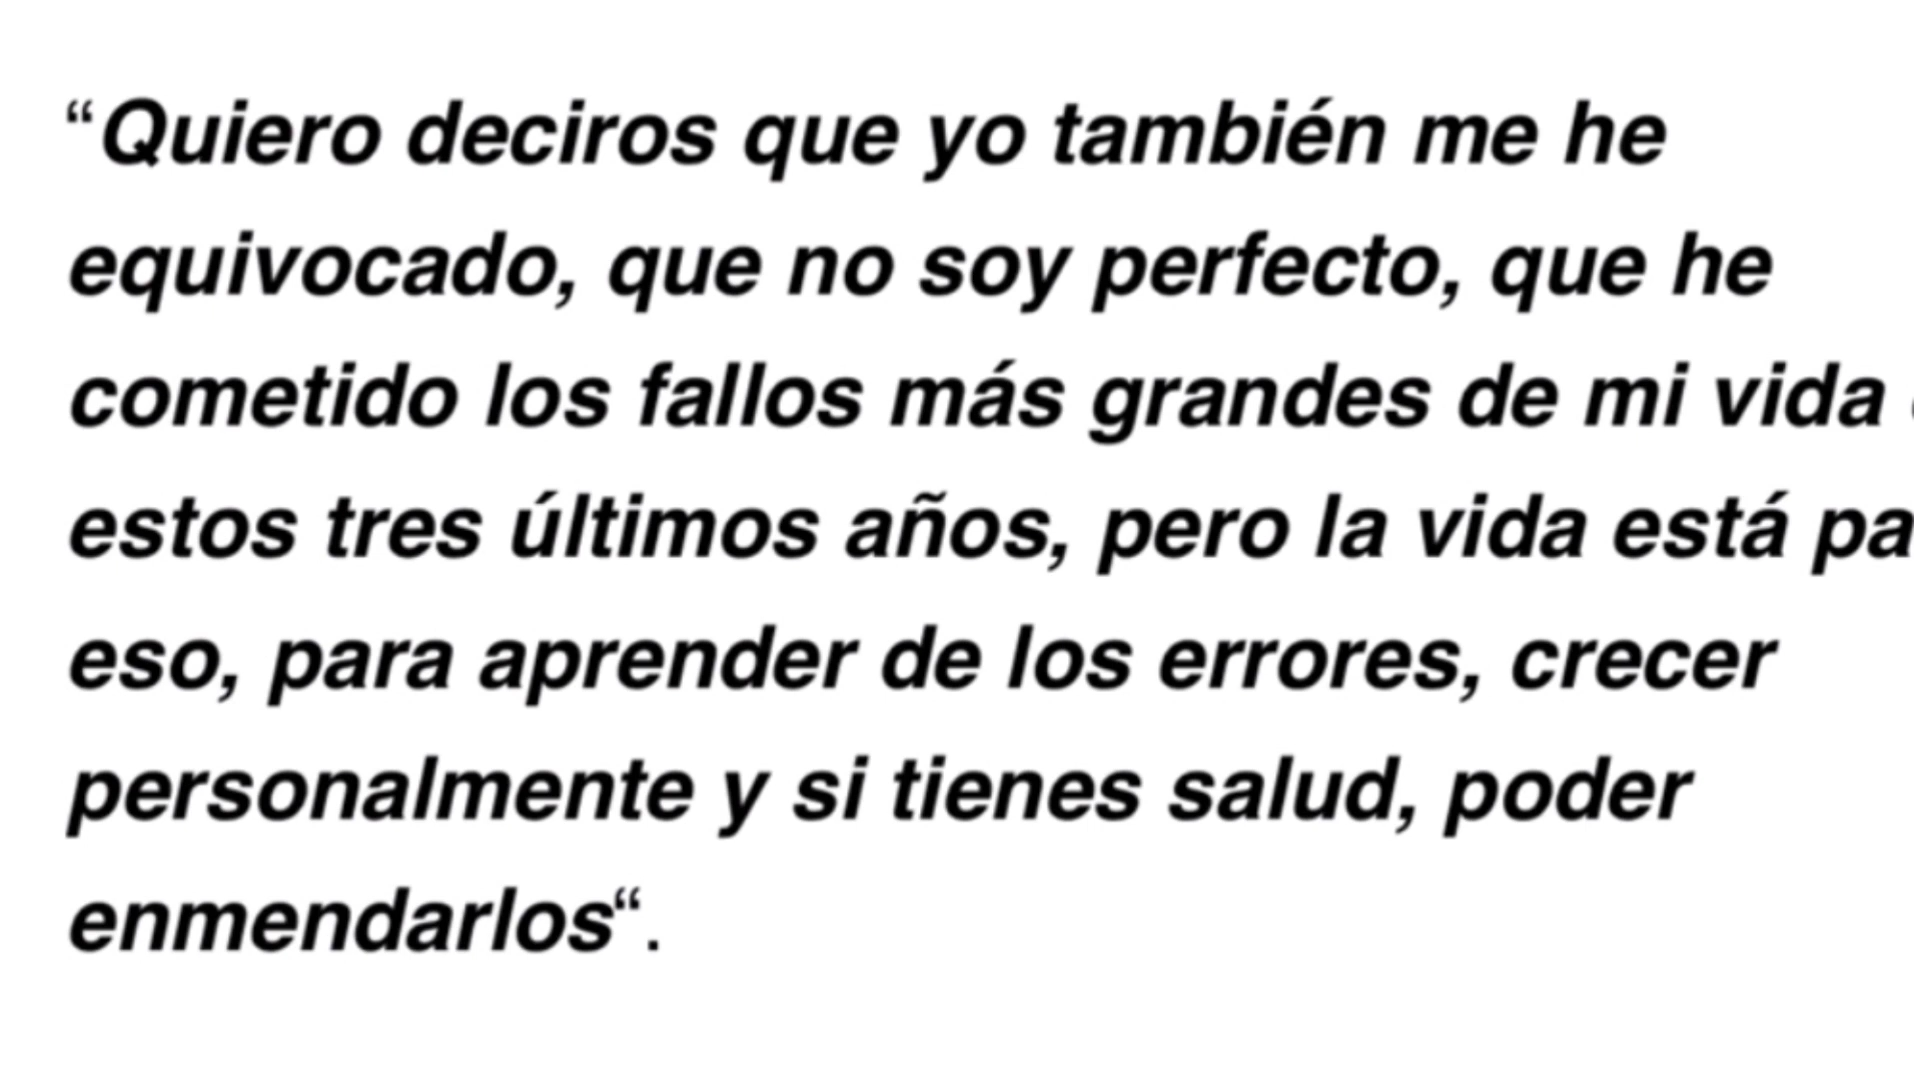 “Quiero deciros que yo también me he
equivocado, que no soy perfecto, que he
cometido los fallos más grandes de mi vida
estos tres últimos años, pero la vida está pa
eso, para aprender de los errores, crecer
personalmente y si tienes salud, poder
enmendarlos“.